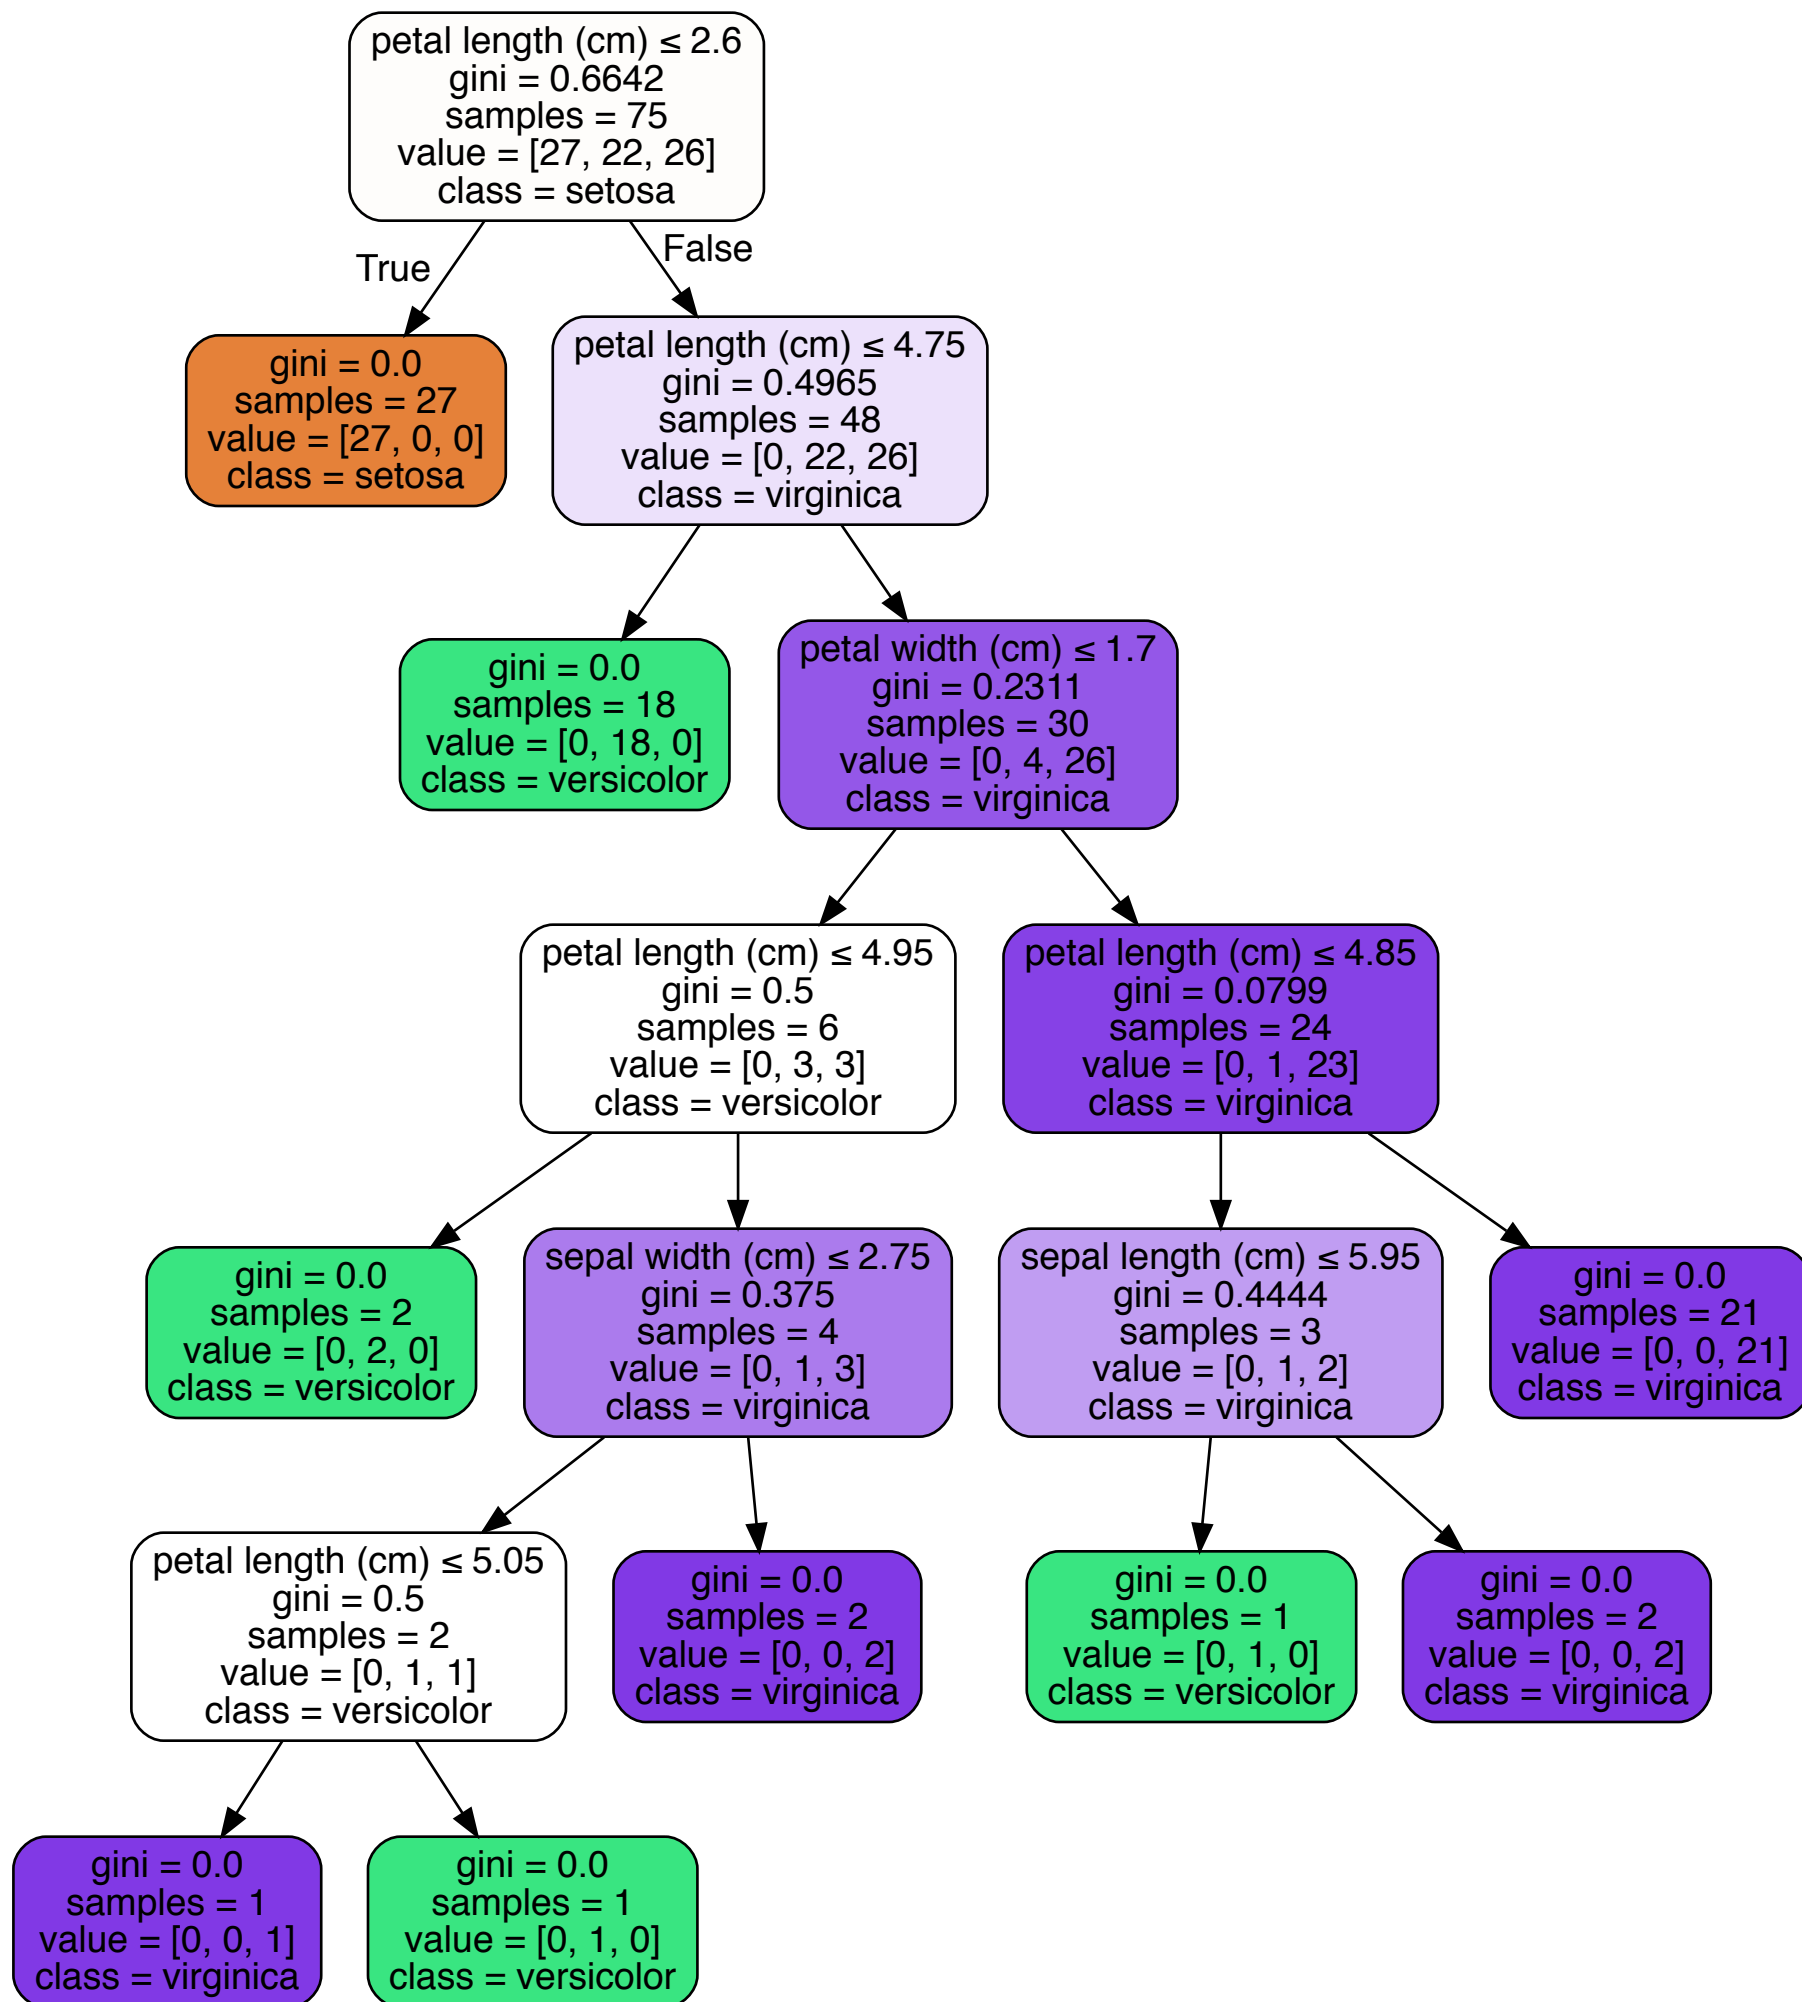 petal length (cm) ≤ 2.6
gini = 0.6642
samples = 75
value = [27, 22, 26]
class = setosa
True
False
gini = 0.0
samples = 27
value = [27, 0, 0]
class = setosa
petal length (cm) ≤ 4.75
gini = 0.4965
samples = 48
value = [0, 22, 26]
class = virginica
gini = 0.0
samples = 18
value = [0, 18, 0]
class = versicolor
petal width (cm) ≤ 1.7
gini = 0.2311
samples = 30
value = [0, 4, 26]
class = virginica
petal length (cm) ≤ 4.95
gini = 0.5
samples = 6
value = [0, 3, 3]
class = versicolor
petal length (cm) ≤ 4.85
gini = 0.0799
samples = 24
value = [0, 1, 23]
class = virginica
gini = 0.0
samples = 2
value = [0, 2, 0]
class = versicolor
sepal width (cm) ≤ 2.75
gini = 0.375
samples = 4
value = [0, 1, 3]
class = virginica
sepal length (cm) ≤ 5.95
gini = 0.4444
samples = 3
value = [0, 1, 2]
class = virginica
gini = 0.0
samples = 21
value = [0, 0, 21]
class = virginica
petal length (cm) ≤ 5.05
gini = 0.5
samples = 2
value = [0, 1, 1]
class = versicolor
gini = 0.0
samples = 2
value = [0, 0, 2]
class = virginica
gini = 0.0
samples = 1
value = [0, 1, 0]
class = versicolor
gini = 0.0
samples = 2
value = [0, 0, 2]
class = virginica
gini = 0.0
samples = 1
value = [0, 0, 1]
class = virginica
gini = 0.0
samples = 1
value = [0, 1, 0]
class = versicolor